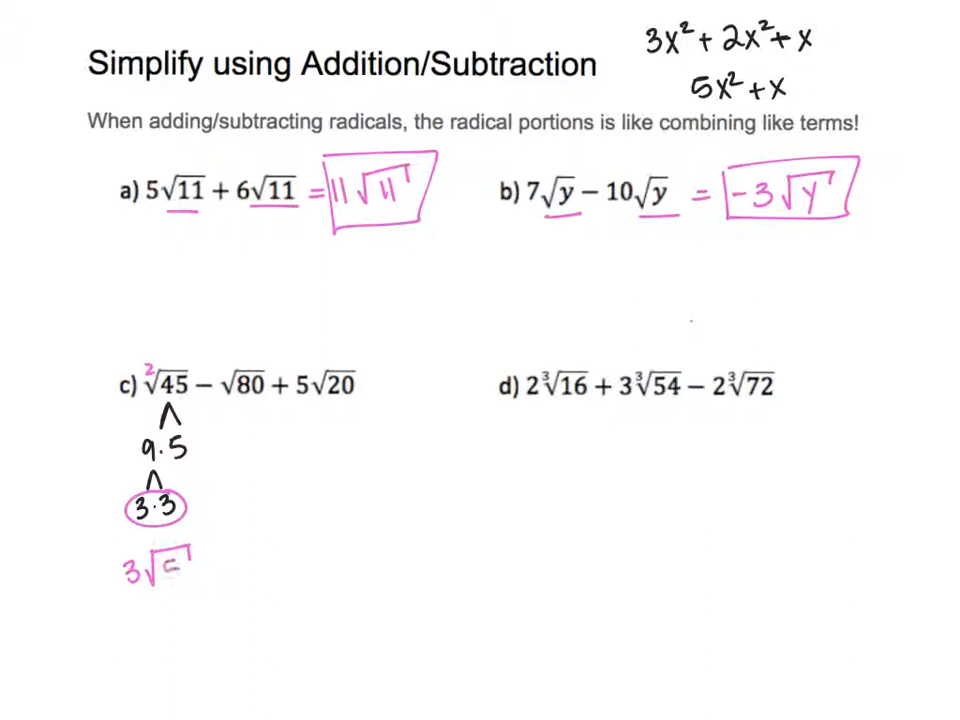 3x² + 2x² + x
Simplify using Addition/Subtraction
5x² + x
When adding/subtracting radicals, the radical portions is like combining like terms!
a) 5√11 + 6√11 = 11√11
b) 7√y − 10√y = −3√y
c) ²√45 − √80 + 5√20
d) 2∛16 + 3∛54 − 2∛72
9·5
3·3
3√